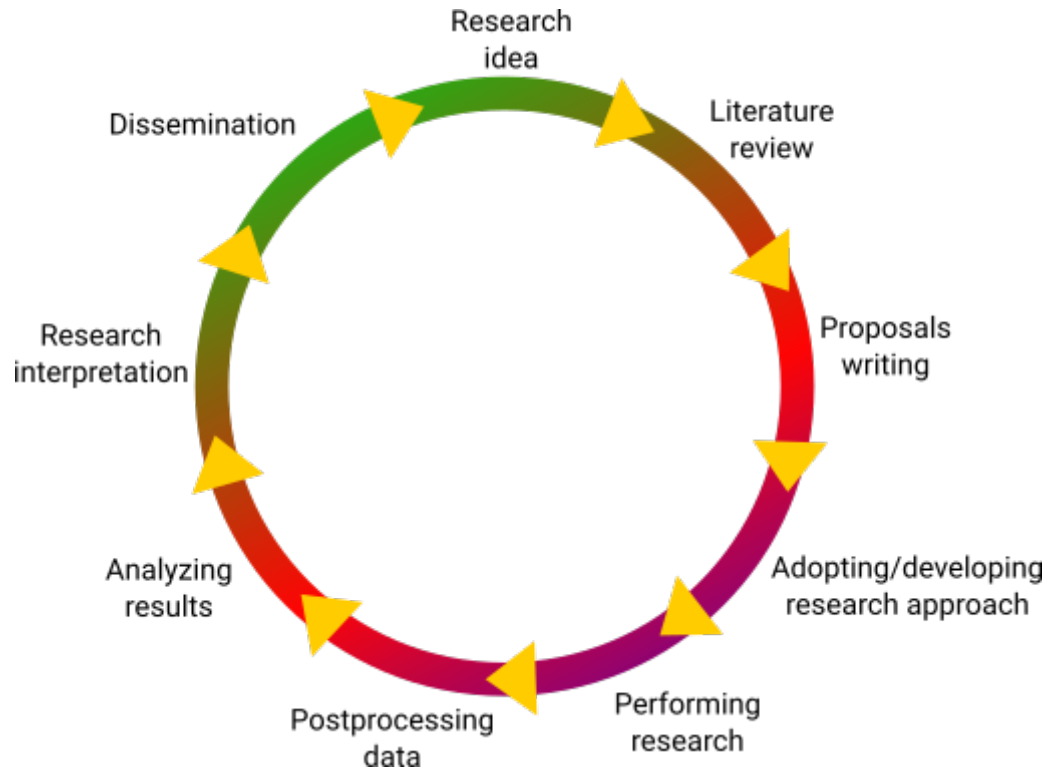 Research
idea
Literature
review
Proposals
writing
Adopting/developing
research approach
Performing
research
Postprocessing
data
Analyzing
results
Research
interpretation
Dissemination